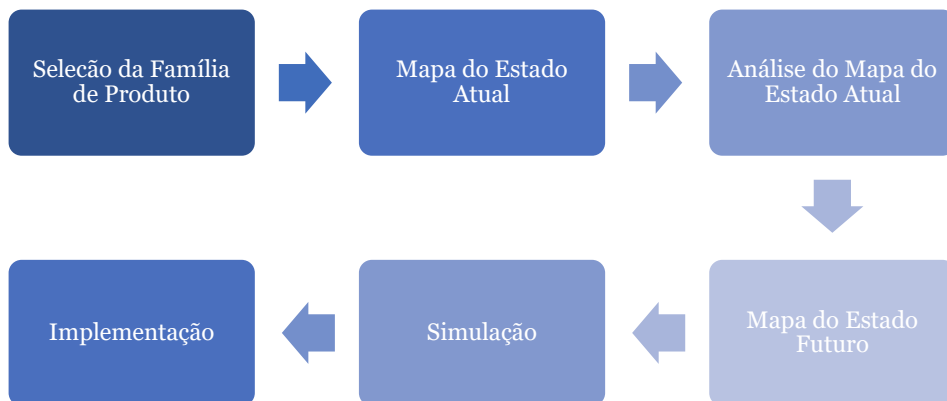 Selecão da Família
de Produto
Mapa do Estado
Atual
Análise do Mapa do
Estado Atual
Mapa do Estado
Futuro
Simulação
Implementação